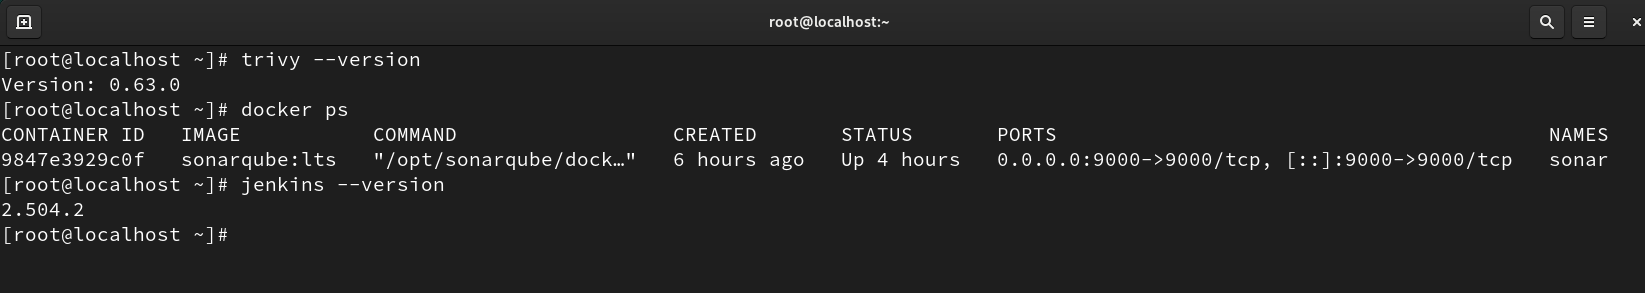 root@localhost:~
[root@localhost ~]# trivy --version
Version: 0.63.0
[root@localhost ~]# docker ps
CONTAINER ID   IMAGE           COMMAND                  CREATED       STATUS       PORTS                                         NAMES
9847e3929c0f   sonarqube:lts   "/opt/sonarqube/dock…"   6 hours ago   Up 4 hours   0.0.0.0:9000->9000/tcp, [::]:9000->9000/tcp   sonar
[root@localhost ~]# jenkins --version
2.504.2
[root@localhost ~]#